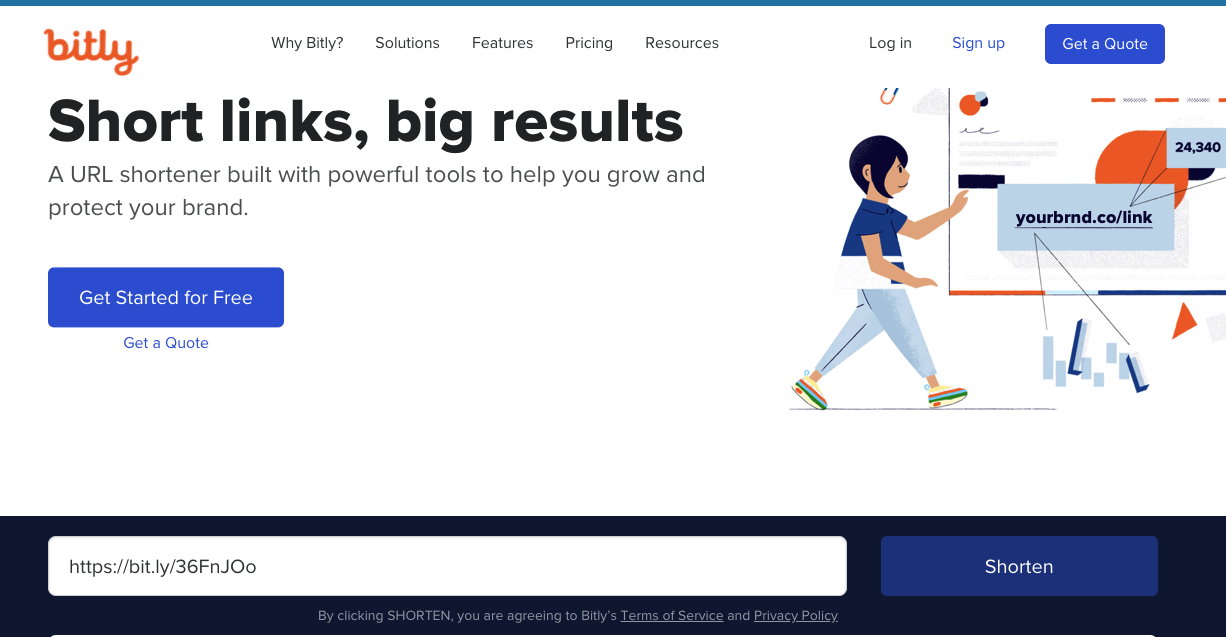 bitly
Why Bitly? Solutions Features Pricing Resources Log in Sign up Get a Quote
Short links, big results
A URL shortener built with powerful tools to help you grow and
protect your brand.
Get Started for Free
Get a Quote
24,340
yourbrnd.co/link
https://bit.ly/36FnJOo
Shorten
By clicking SHORTEN, you are agreeing to Bitly’s Terms of Service and Privacy Policy